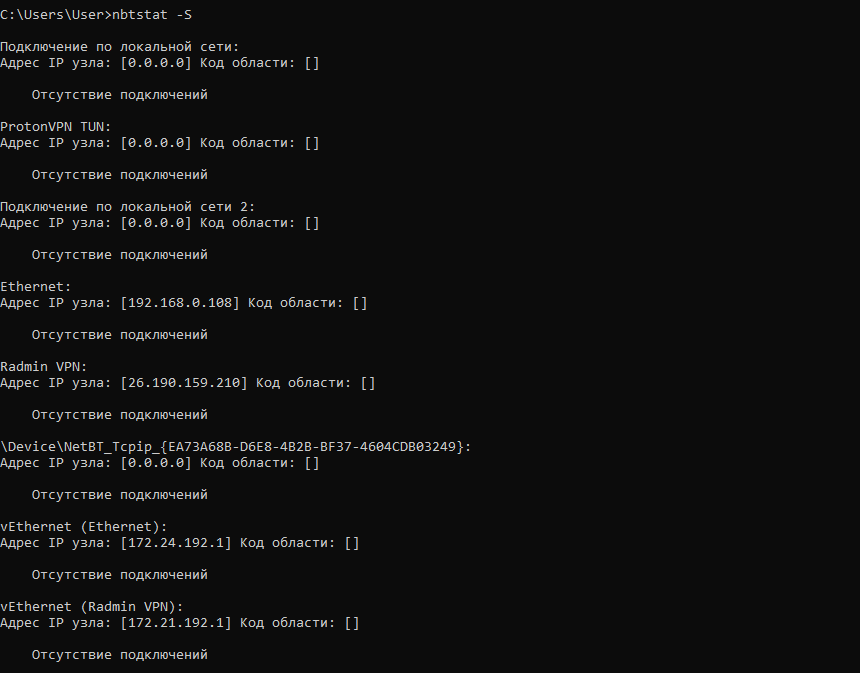 C:\Users\User>nbtstat -S
Подключение по локальной сети:
Адрес IP узла: [0.0.0.0] Код области: []
Отсутствие подключений
ProtonVPN TUN:
Адрес IP узла: [0.0.0.0] Код области: []
Отсутствие подключений
Подключение по локальной сети 2:
Адрес IP узла: [0.0.0.0] Код области: []
Отсутствие подключений
Ethernet:
Адрес IP узла: [192.168.0.108] Код области: []
Отсутствие подключений
Radmin VPN:
Адрес IP узла: [26.190.159.210] Код области: []
Отсутствие подключений
\Device\NetBT_Tcpip_{EA73A68B-D6E8-4B2B-BF37-4604CDB03249}:
Адрес IP узла: [0.0.0.0] Код области: []
Отсутствие подключений
vEthernet (Ethernet):
Адрес IP узла: [172.24.192.1] Код области: []
Отсутствие подключений
vEthernet (Radmin VPN):
Адрес IP узла: [172.21.192.1] Код области: []
Отсутствие подключений